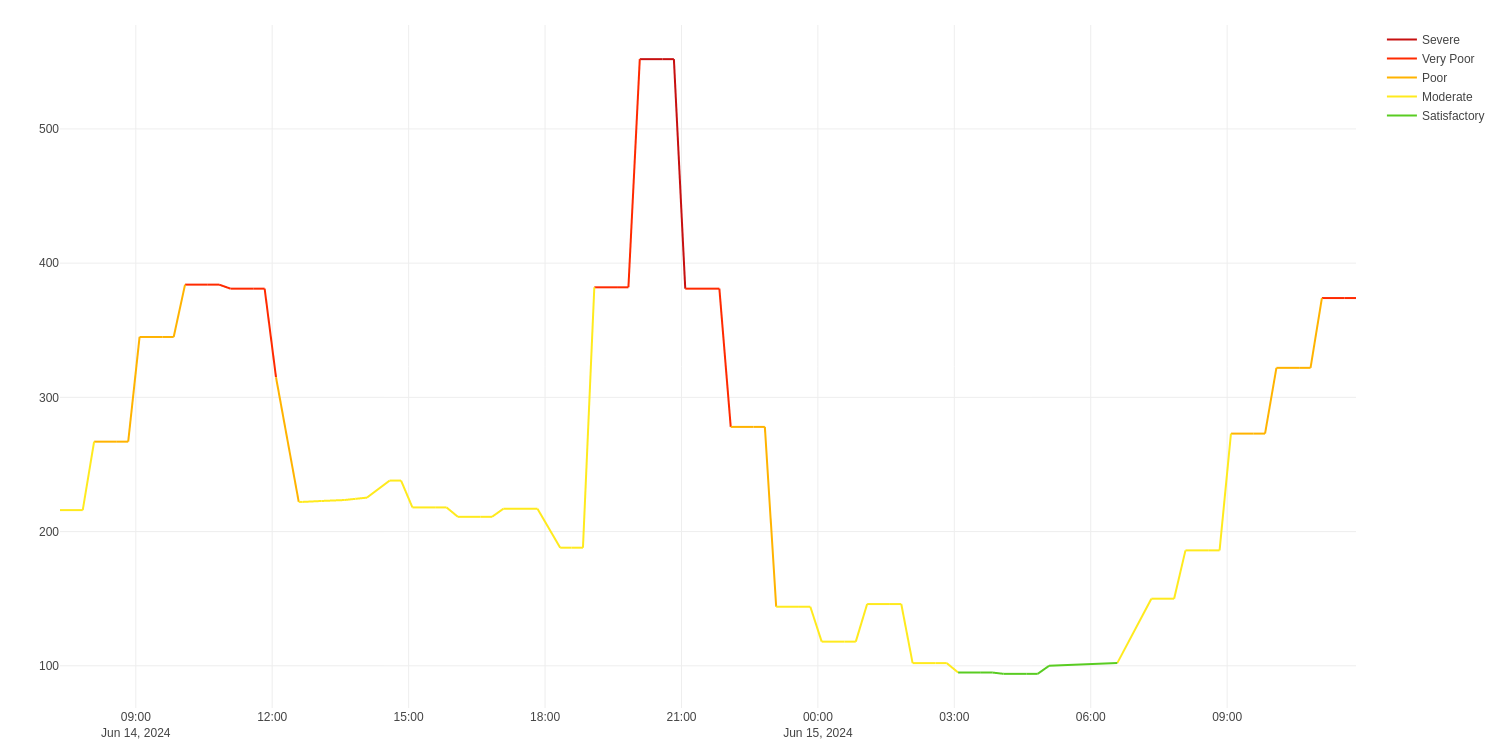 Severe
Very Poor
Poor
Moderate
Satisfactory
500
400
300
200
100
09:00
12:00
15:00
18:00
21:00
00:00
03:00
06:00
09:00
Jun 14, 2024
Jun 15, 2024